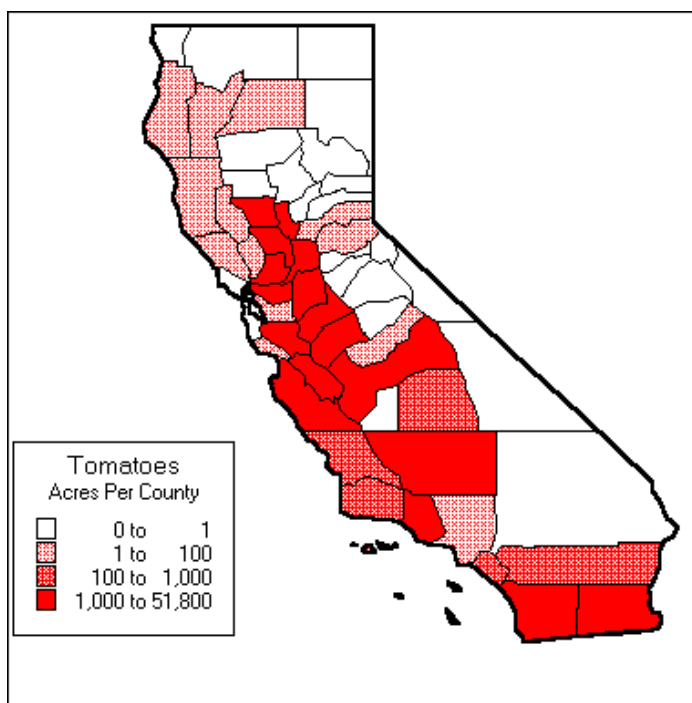 Tomatoes
Acres Per County
0 to 1
1 to 100
100 to 1,000
1,000 to 51,800